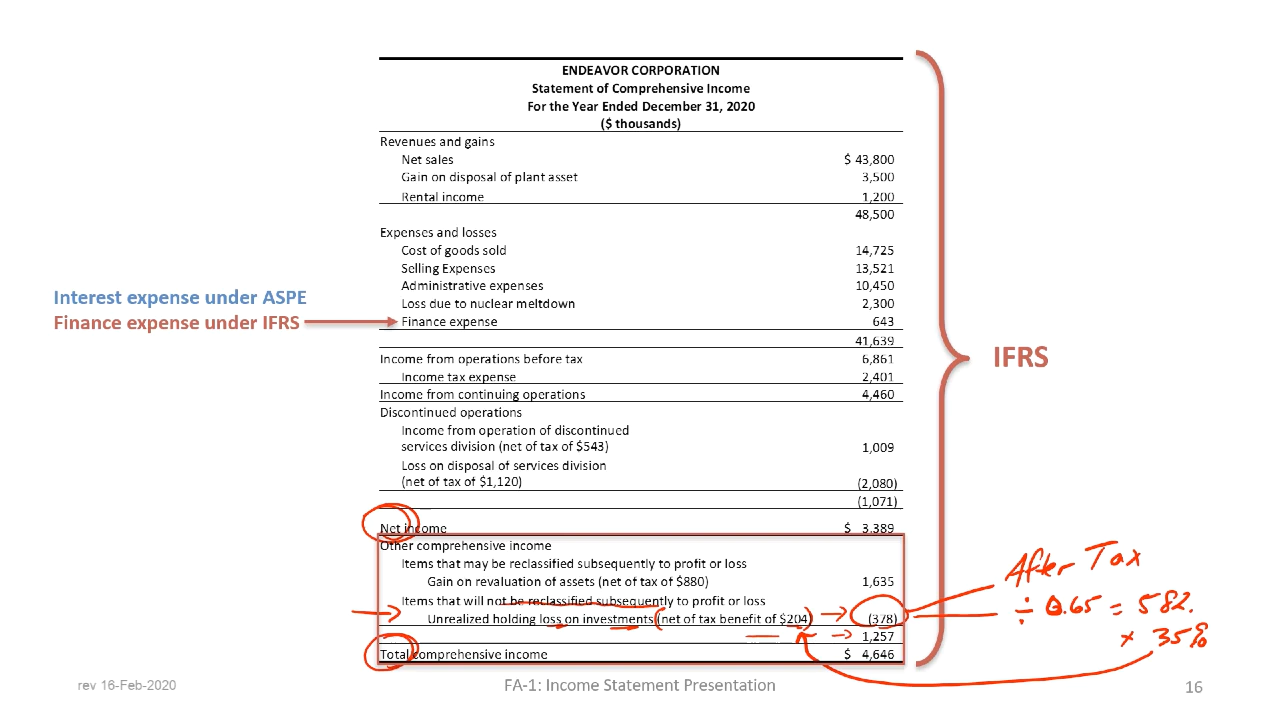 ENDEAVOR CORPORATION
Statement of Comprehensive Income
For the Year Ended December 31, 2020
($ thousands)
Revenues and gains
Net sales $ 43,800
Gain on disposal of plant asset 3,500
Rental income 1,200
48,500
Expenses and losses
Cost of goods sold 14,725
Selling Expenses 13,521
Administrative expenses 10,450
Loss due to nuclear meltdown 2,300
Interest expense under ASPE
Finance expense under IFRS
Finance expense 643
41,639
Income from operations before tax 6,861
IFRS
Income tax expense 2,401
Income from continuing operations 4,460
Discontinued operations
Income from operation of discontinued
services division (net of tax of $543) 1,009
Loss on disposal of services division
(net of tax of $1,120) (2,080)
(1,071)
Net income $ 3,389
Other comprehensive income
Items that may be reclassified subsequently to profit or loss
Gain on revaluation of assets (net of tax of $880) 1,635
Items that will not be reclassified subsequently to profit or loss
Unrealized holding loss on investments (net of tax benefit of $204) (378)
1,257
Total comprehensive income $ 4,646
After Tax
÷ 0.65 = 582.
× 35%
rev 16-Feb-2020
FA-1: Income Statement Presentation
16